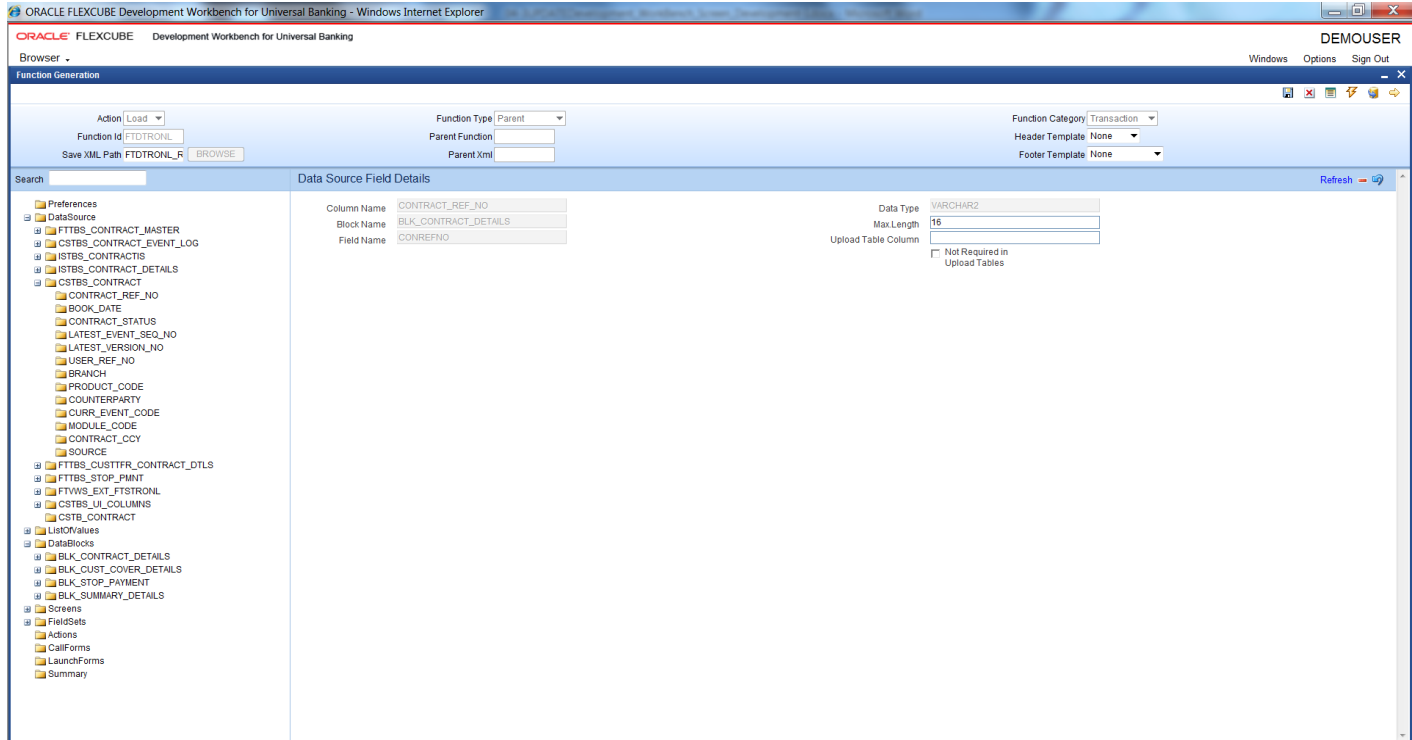 ORACLE FLEXCUBE Development Workbench for Universal Banking - Windows Internet Explorer
ORACLE FLEXCUBE Development Workbench for Universal Banking
DEMOUSER
Browser
Windows Options Sign Out
Function Generation
Action Load Function Type Parent Function Category Transaction
Function Id FTDTRONL Parent Function Header Template None
Save XML Path FTDTRONL_R BROWSE Parent Xml Footer Template None
Search
Data Source Field Details
Refresh
Column Name CONTRACT_REF_NO Data Type VARCHAR2
Block Name BLK_CONTRACT_DETAILS Max.Length 16
Field Name CONREFNO Upload Table Column
Not Required in
Upload Tables
Preferences
DataSource
FTTBS_CONTRACT_MASTER
CSTBS_CONTRACT_EVENT_LOG
ISTBS_CONTRACTIS
ISTBS_CONTRACT_DETAILS
CSTBS_CONTRACT
CONTRACT_REF_NO
BOOK_DATE
CONTRACT_STATUS
LATEST_EVENT_SEQ_NO
LATEST_VERSION_NO
USER_REF_NO
BRANCH
PRODUCT_CODE
COUNTERPARTY
CURR_EVENT_CODE
MODULE_CODE
CONTRACT_CCY
SOURCE
FTTBS_CUSTTFR_CONTRACT_DTLS
FTTBS_STOP_PMNT
FTVWS_EXT_FTSTRONL
CSTBS_UI_COLUMNS
CSTB_CONTRACT
ListOfValues
DataBlocks
BLK_CONTRACT_DETAILS
BLK_CUST_COVER_DETAILS
BLK_STOP_PAYMENT
BLK_SUMMARY_DETAILS
Screens
FieldSets
Actions
CallForms
LaunchForms
Summary